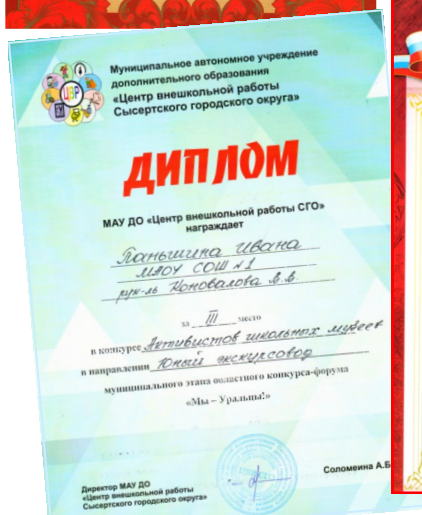 Муниципальное автономное учреждение
дополнительного образования
«Центр внешкольной работы
Сысертского городского округа»
ЦВР
ДИПЛОМ
МАУ ДО «Центр внешкольной работы СГО»
награждает
Паньшина Ивана
МАОУ СОШ №1
рук-ль Коновалова В.В.
за III место
в конкурсе Активистов школьных музеев
в направлении Юный экскурсовод
муниципального этапа областного конкурса-форума
«Мы – Уральцы!»
Директор МАУ ДО
«Центр внешкольной работы
Сысертского городского округа»
Соломеина А.Б